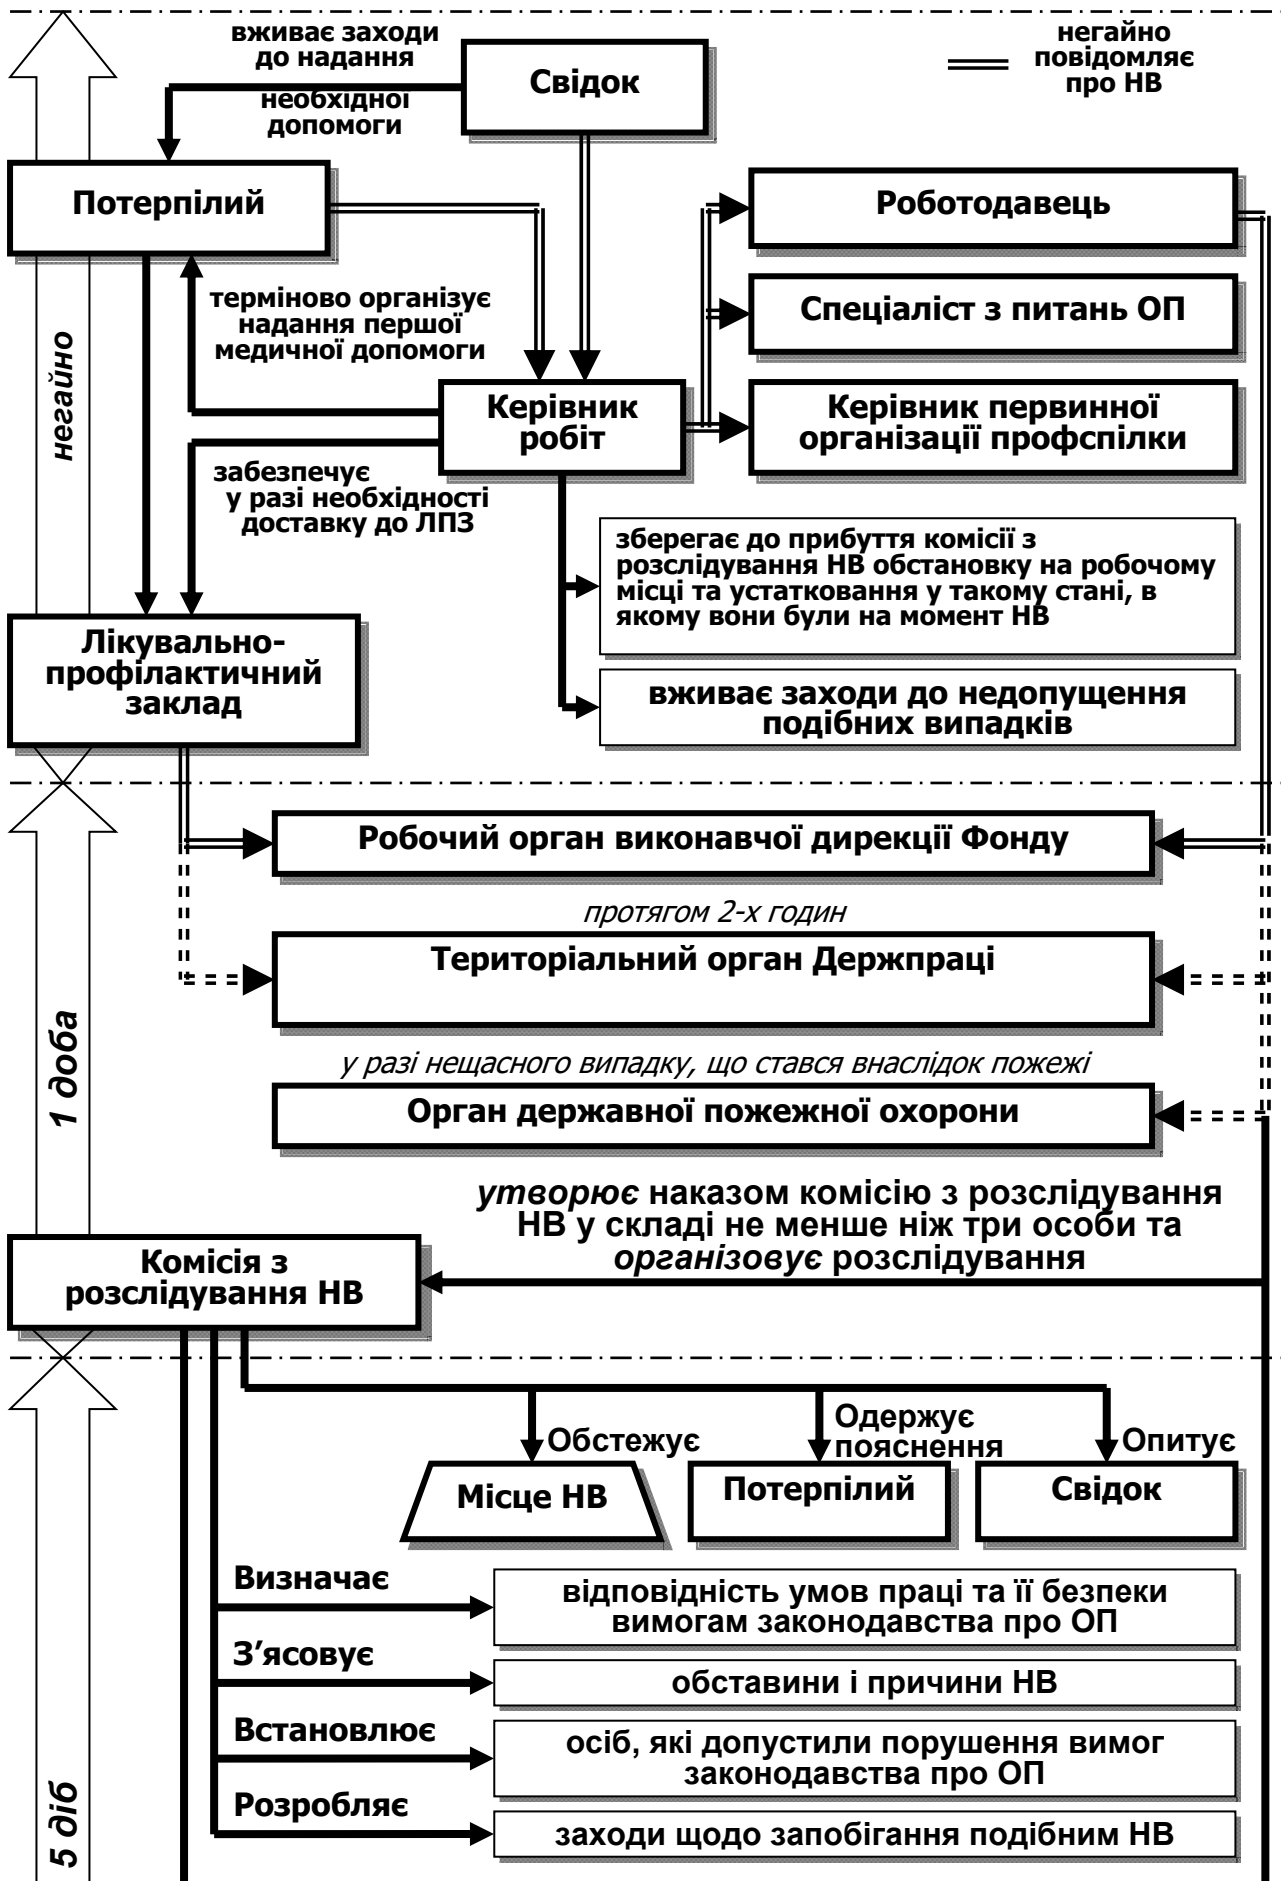 вживає заходи
до надання
необхідної
допомоги
Свідок
негайно
повідомляє
про НВ
Потерпілий
Роботодавець
термiново організує
надання першої
медичної допомоги
Спеціаліст з питань ОП
негайно
Керівник
робіт
Керівник первинної
організації профспілки
забезпечує
у разі необхідності
доставку до ЛПЗ
зберегає до прибуття комісії з
розслідування НВ обстановку на робочому
місці та устатковання у такому стані, в
якому вони були на момент НВ
Лікувально-
профілактичний
заклад
вживає заходи до недопущення
подібних випадків
Робочий орган виконавчої дирекції Фонду
протягом 2-х годин
Територіальний орган Держпраці
1 доба
у разі нещасного випадку, що стався внаслідок пожежі
Орган державної пожежної охорони
утворює наказом комісію з розслідування
НВ у складі не менше ніж три особи та
організовує розслідування
Комісія з
розслідування НВ
Обстежує
Одержує
пояснення
Опитує
Місце НВ
Потерпілий
Свідок
Визначає
відповідність умов праці та її безпеки
вимогам законодавства про ОП
З’ясовує
обставини і причини НВ
Встановлює
осіб, які допустили порушення вимог
законодавства про ОП
Розробляє
заходи щодо запобігання подібним НВ
5 діб